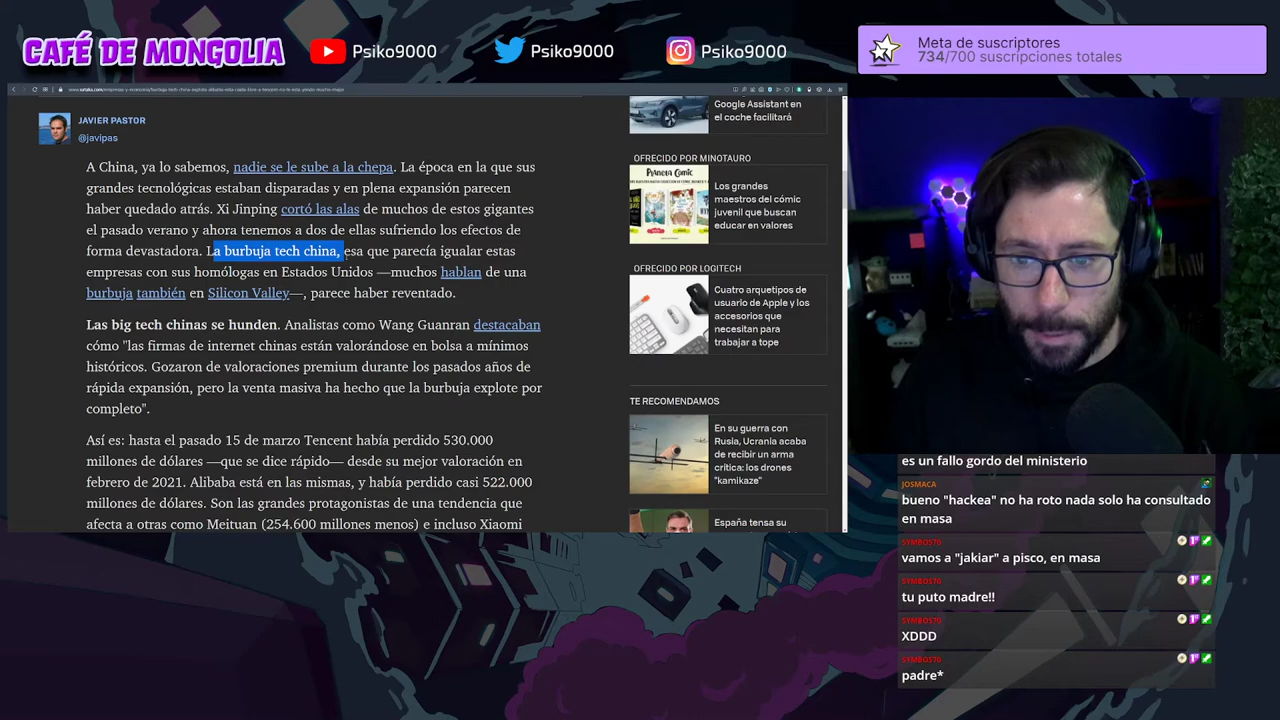 CAFÉ DE MONGOLIA
Psiko9000
Psiko9000
Psiko9000
Meta de suscriptores
734/700 suscripciones totales
JAVIER PASTOR
@javipas
A China, ya lo sabemos, nadie se le sube a la chepa. La época en la que sus
grandes tecnológicas estaban disparadas y en plena expansión parecen
haber quedado atrás. Xi Jinping cortó las alas de muchos de estos gigantes
el pasado verano y ahora tenemos a dos de ellas sufriendo los efectos de
forma devastadora. La burbuja tech china, esa que parecía igualar estas
empresas con sus homólogas en Estados Unidos —muchos hablan de una
burbuja también en Silicon Valley—, parece haber reventado.
Las big tech chinas se hunden. Analistas como Wang Guanran destacaban
cómo "las firmas de internet chinas están valorándose en bolsa a mínimos
históricos. Gozaron de valoraciones premium durante los pasados años de
rápida expansión, pero la venta masiva ha hecho que la burbuja explote por
completo".
Así es: hasta el pasado 15 de marzo Tencent había perdido 530.000
millones de dólares —que se dice rápido— desde su mejor valoración en
febrero de 2021. Alibaba está en las mismas, y había perdido casi 522.000
millones de dólares. Son las grandes protagonistas de una tendencia que
afecta a otras como Meituan (254.600 millones menos) e incluso Xiaomi
Google Assistant en
el coche facilitará
OFRECIDO POR MINOTAURO
PLANETA CÓMIC
Los grandes
maestros del cómic
juvenil que buscan
educar en valores
OFRECIDO POR LOGITECH
Cuatro arquetipos de
usuario de Apple y los
accesorios que
necesitan para
trabajar a tope
TE RECOMENDAMOS
En su guerra con
Rusia, Ucrania acaba
de recibir un arma
crítica: los drones
"kamikaze"
España tensa su
es un fallo gordo del ministerio
JOSMACA
bueno "hackea" no ha roto nada solo ha consultado
en masa
SYMBOS70
vamos a "jakiar" a pisco, en masa
SYMBOS70
tu puto madre!!
SYMBOS70
XDDD
SYMBOS70
padre*